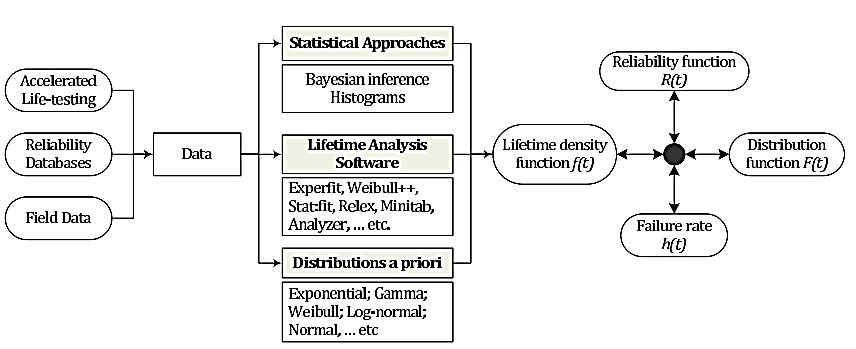 Accelerated
Life-testing
Reliability
Databases
Field Data
Data
Statistical Approaches
Bayesian inference
Histograms
Lifetime Analysis
Software
Experfit, Weibull++,
Stat::fit, Relex, Minitab,
Analyzer, ... etc.
Distributions a priori
Exponential; Gamma;
Weibull; Log-normal;
Normal, ... etc
Lifetime density
function f(t)
Reliability function
R(t)
Distribution
function F(t)
Failure rate
h(t)